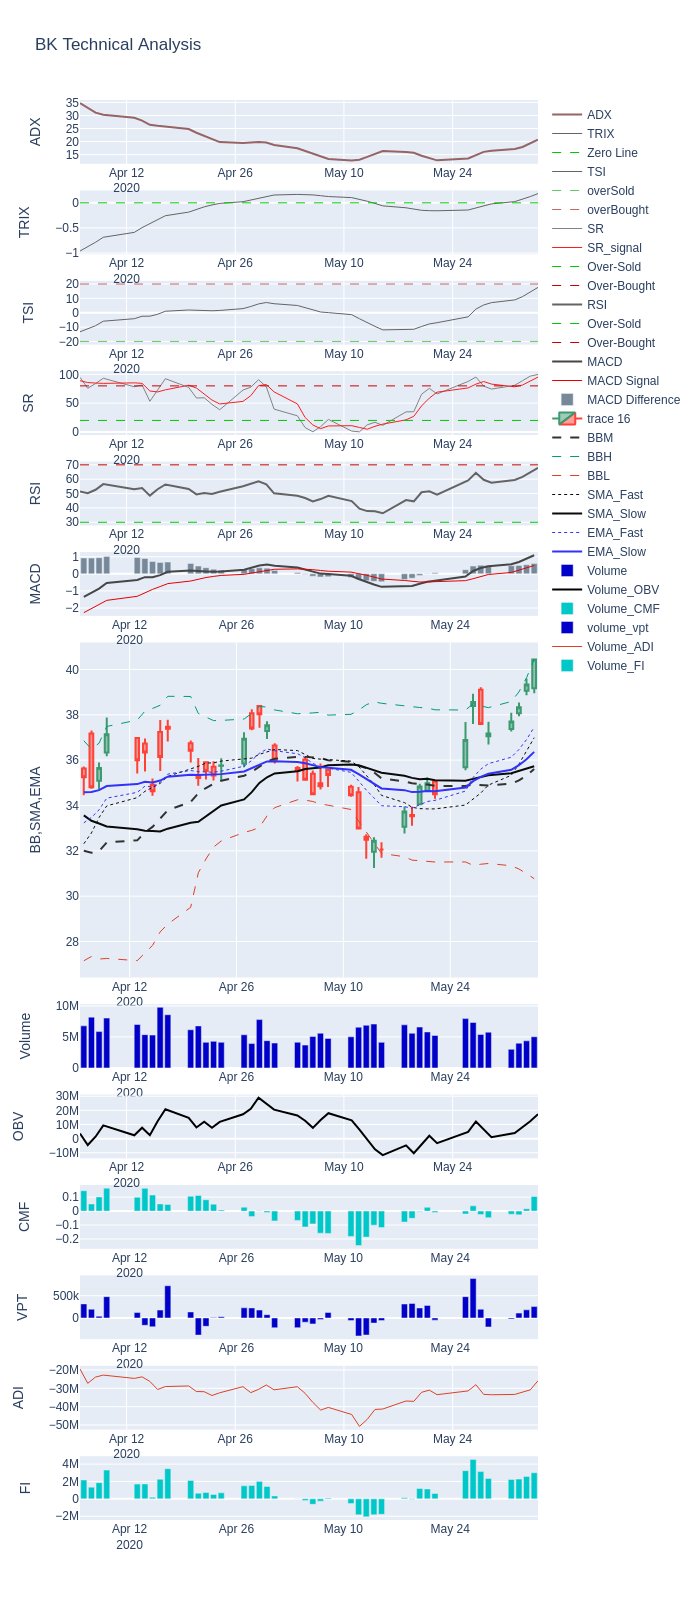 BK Technical Analysis
ADX
35
30
25
20
15
Apr 12
2020
Apr 26
May 10
May 24
TRIX
0
−0.5
−1
Apr 12
2020
Apr 26
May 10
May 24
TSI
20
10
0
−10
−20
Apr 12
2020
Apr 26
May 10
May 24
SR
100
50
0
Apr 12
2020
Apr 26
May 10
May 24
RSI
70
60
50
40
30
Apr 12
2020
Apr 26
May 10
May 24
MACD
1
0
−1
−2
Apr 12
2020
Apr 26
May 10
May 24
BB,SMA,EMA
40
38
36
34
32
30
28
Apr 12
2020
Apr 26
May 10
May 24
Volume
10M
5M
0
Apr 12
2020
Apr 26
May 10
May 24
OBV
30M
20M
10M
0
−10M
Apr 12
2020
Apr 26
May 10
May 24
CMF
0.1
0
−0.1
−0.2
Apr 12
2020
Apr 26
May 10
May 24
VPT
500k
0
Apr 12
2020
Apr 26
May 10
May 24
ADI
−20M
−30M
−40M
−50M
Apr 12
2020
Apr 26
May 10
May 24
FI
4M
2M
0
−2M
Apr 12
2020
Apr 26
May 10
May 24
ADX
TRIX
Zero Line
TSI
overSold
overBought
SR
SR_signal
Over-Sold
Over-Bought
RSI
Over-Sold
Over-Bought
MACD
MACD Signal
MACD Difference
trace 16
BBM
BBH
BBL
SMA_Fast
SMA_Slow
EMA_Fast
EMA_Slow
Volume
Volume_OBV
Volume_CMF
volume_vpt
Volume_ADI
Volume_FI